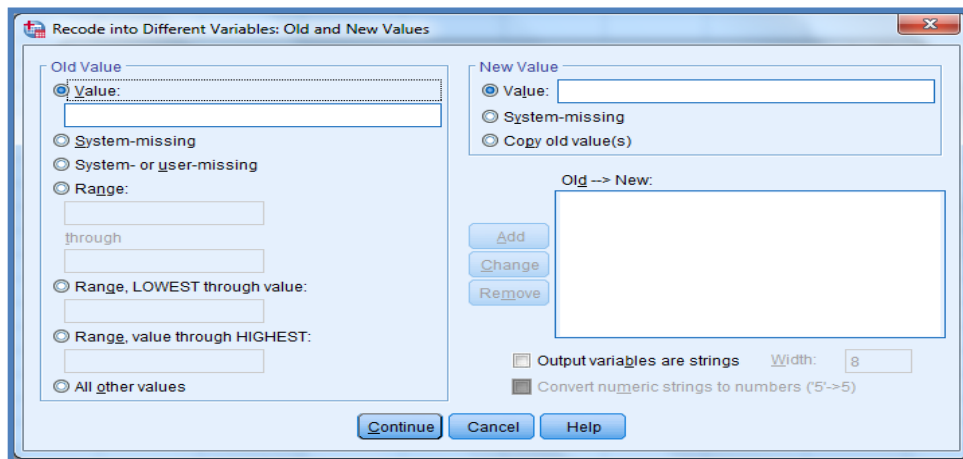 Recode into Different Variables: Old and New Values
Old Value
Value:
System-missing
System- or user-missing
Range:
through
Range, LOWEST through value:
Range, value through HIGHEST:
All other values
New Value
Value:
System-missing
Copy old value(s)
Old --> New:
Add
Change
Remove
Output variables are strings Width: 8
Convert numeric strings to numbers ('5'->5)
Continue Cancel Help